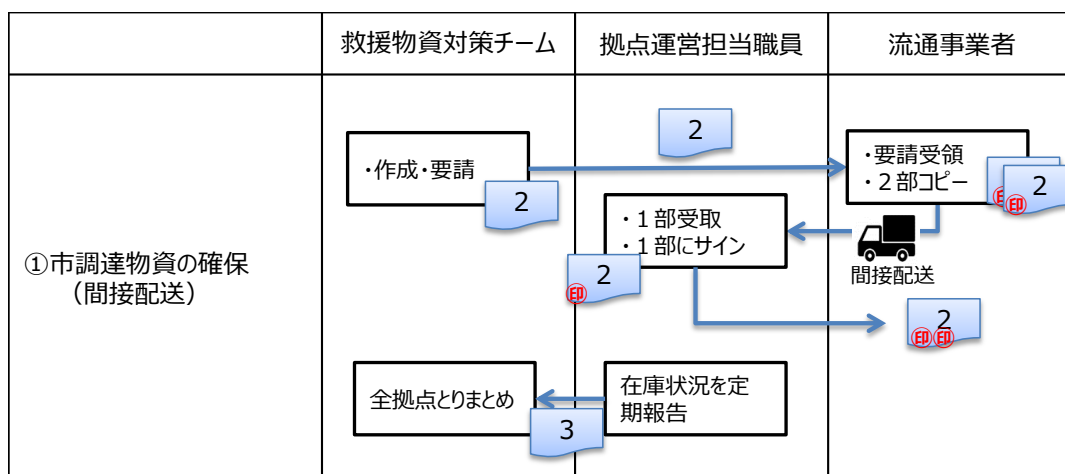 救援物資対策チーム
拠点運営担当職員
流通事業者
①市調達物資の確保
（間接配送）
・作成・要請
2
2
・要請受領
・２部コピー
2
印
印
・１部受取
・１部にサイン
2
印
間接配送
2
印印
全拠点とりまとめ
3
在庫状況を定
期報告